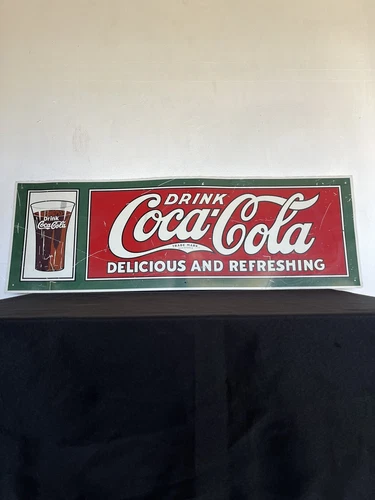 Drink
Coca-Cola
DRINK
Coca-Cola
TRADE MARK
DELICIOUS AND REFRESHING